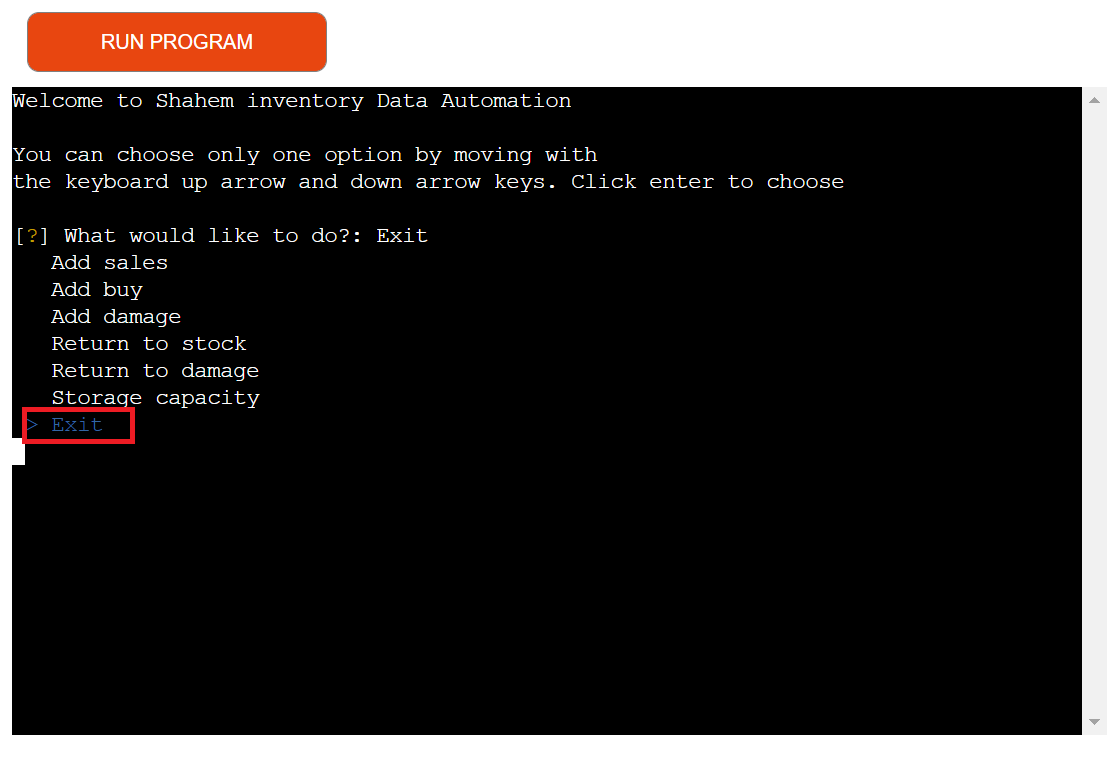 RUN PROGRAM
Welcome to Shahem inventory Data Automation
You can choose only one option by moving with
the keyboard up arrow and down arrow keys. Click enter to choose
[?] What would like to do?: Exit
Add sales
Add buy
Add damage
Return to stock
Return to damage
Storage capacity
> Exit